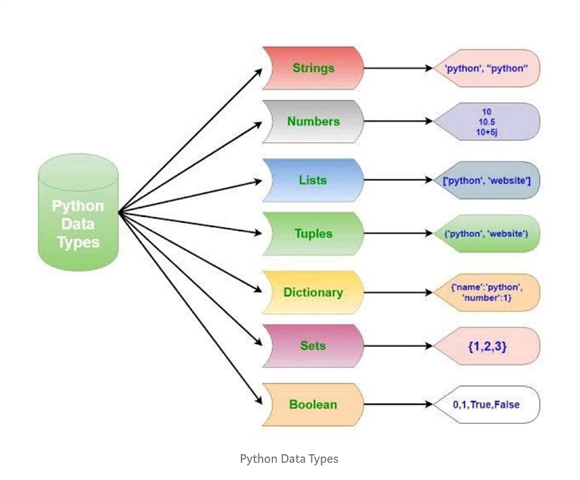 Strings
'python', "python"
Numbers
10
10.5
10+5j
Lists
['python', 'website']
Python
Data
Types
Tuples
('python', 'website')
Dictionary
{'name':'python',
'number':1}
Sets
{1,2,3}
Boolean
0,1,True,False
Python Data Types